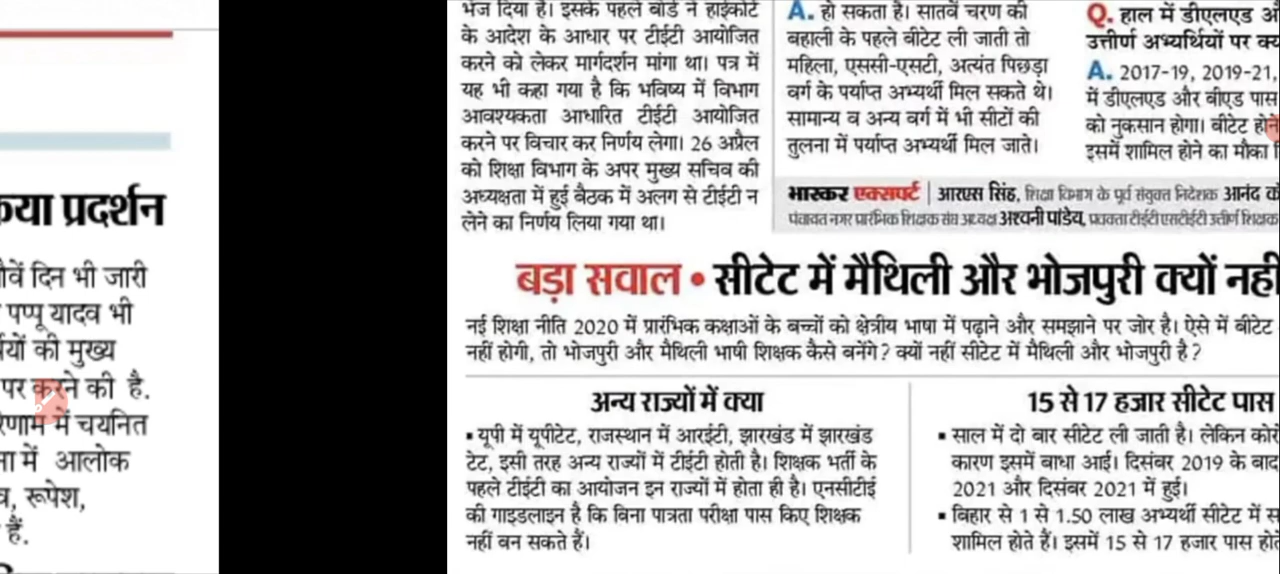 क्या प्रदर्शन
वें दिन भी जारी
पप्पू यादव भी
की मुख्य
पर करने की है.
में चयनित
में आलोक
रूपेश,
हैं.
भेज दिया है। इसके पहले बोर्ड ने हाईकोर्ट
के आदेश के आधार पर टीईटी आयोजित
करने को लेकर मार्गदर्शन मांगा था। पत्र में
यह भी कहा गया है कि भविष्य में विभाग
आवश्यकता आधारित टीईटी आयोजित
करने पर विचार कर निर्णय लेगा। 26 अप्रैल
को शिक्षा विभाग के अपर मुख्य सचिव की
अध्यक्षता में हुई बैठक में अलग से टीईटी न
लेने का निर्णय लिया गया था।
A. हो सकता है। सातवें चरण की
बहाली के पहले बीटेट ली जाती तो
महिला, एससी-एसटी, अत्यंत पिछड़ा
वर्ग के पर्याप्त अभ्यर्थी मिल सकते थे।
सामान्य व अन्य वर्ग में भी सीटों की
तुलना में पर्याप्त अभ्यर्थी मिल जाते।
Q. हाल में डीएलएड
उत्तीर्ण अभ्यर्थियों पर
A. 2017-19, 2019-21,
में डीएलएड और बीएड पास
को नुकसान होगा। बीटेट होने
इसमें शामिल होने का मौका
भास्कर एक्सपर्ट | आरएस सिंह, शिक्षा विभाग के पूर्व संयुक्त निदेशक आनंद
पंचायत नगर प्रारंभिक शिक्षक संघ अध्यक्ष अश्वनी पांडेय, प्रवक्ता टीईटी एसटीईटी उत्तीर्ण शिक्षक
बड़ा सवाल • सीटेट में मैथिली और भोजपुरी क्यों नहीं
नई शिक्षा नीति 2020 में प्रारंभिक कक्षाओं के बच्चों को क्षेत्रीय भाषा में पढ़ाने और समझाने पर जोर है। ऐसे में बीटेट
नहीं होगी, तो भोजपुरी और मैथिली भाषी शिक्षक कैसे बनेंगे? क्यों नहीं सीटेट में मैथिली और भोजपुरी है?
अन्य राज्यों में क्या
▪ यूपी में यूपीटेट, राजस्थान में आरईटी, झारखंड में झारखंड
टेट, इसी तरह अन्य राज्यों में टीईटी होती है। शिक्षक भर्ती के
पहले टीईटी का आयोजन इन राज्यों में होता ही है। एनसीटीई
की गाइडलाइन है कि बिना पात्रता परीक्षा पास किए शिक्षक
नहीं बन सकते हैं।
15 से 17 हजार सीटेट पास
▪ साल में दो बार सीटेट ली जाती है। लेकिन
कारण इसमें बाधा आई। दिसंबर 2019 के बाद
2021 और दिसंबर 2021 में हुई।
▪ बिहार से 1 से 1.50 लाख अभ्यर्थी सीटेट में
शामिल होते हैं। इसमें 15 से 17 हजार पास